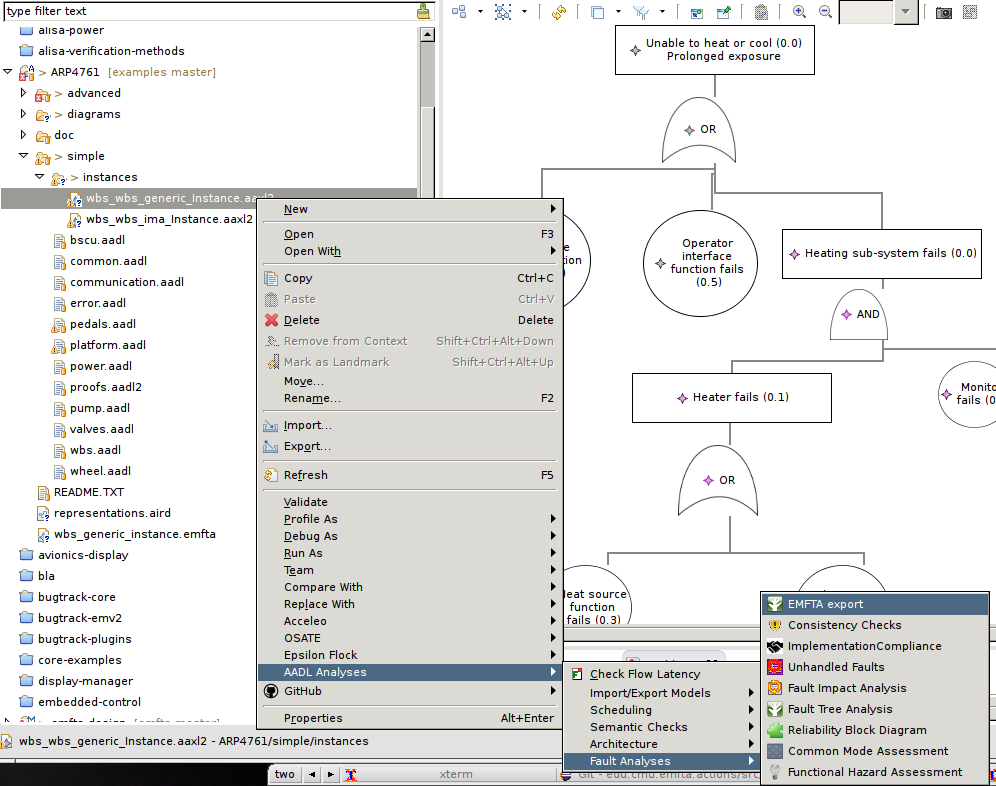 type filter text
alisa-power
alisa-verification-methods
> ARP4761 [examples master]
> advanced
> diagrams
doc
> simple
> instances
wbs_wbs_generic_Instance.aaxl2
wbs_wbs_ima_Instance.aaxl2
bscu.aadl
common.aadl
communication.aadl
error.aadl
pedals.aadl
platform.aadl
power.aadl
proofs.aadl2
pump.aadl
valves.aadl
wbs.aadl
wheel.aadl
README.TXT
representations.aird
wbs_generic_instance.emfta
avionics-display
bla
bugtrack-core
bugtrack-emv2
bugtrack-plugins
core-examples
display-manager
embedded-control
wbs_wbs_generic_Instance.aaxl2 - ARP4761/simple/instances
New
Open F3
Open With
Copy Ctrl+C
Paste Ctrl+V
Delete Delete
Remove from Context Shift+Ctrl+Alt+Down
Mark as Landmark Shift+Ctrl+Alt+Up
Move...
Rename... F2
Import...
Export...
Refresh F5
Validate
Profile As
Debug As
Run As
Team
Compare With
Replace With
Acceleo
OSATE
Epsilon Flock
AADL Analyses
GitHub
Properties Alt+Enter
Check Flow Latency
Import/Export Models
Scheduling
Semantic Checks
Architecture
Fault Analyses
EMFTA export
Consistency Checks
ImplementationCompliance
Unhandled Faults
Fault Impact Analysis
Fault Tree Analysis
Reliability Block Diagram
Common Mode Assessment
Functional Hazard Assessment
Unable to heat or cool (0.0)
Prolonged exposure
OR
Operator
interface
function fails
(0.5)
Heating sub-system fails (0.0)
AND
Heater fails (0.1)
fails (0
OR
source
function
fails (0.3)
two
xterm
Git - edu.cmu.emfta.actions/src